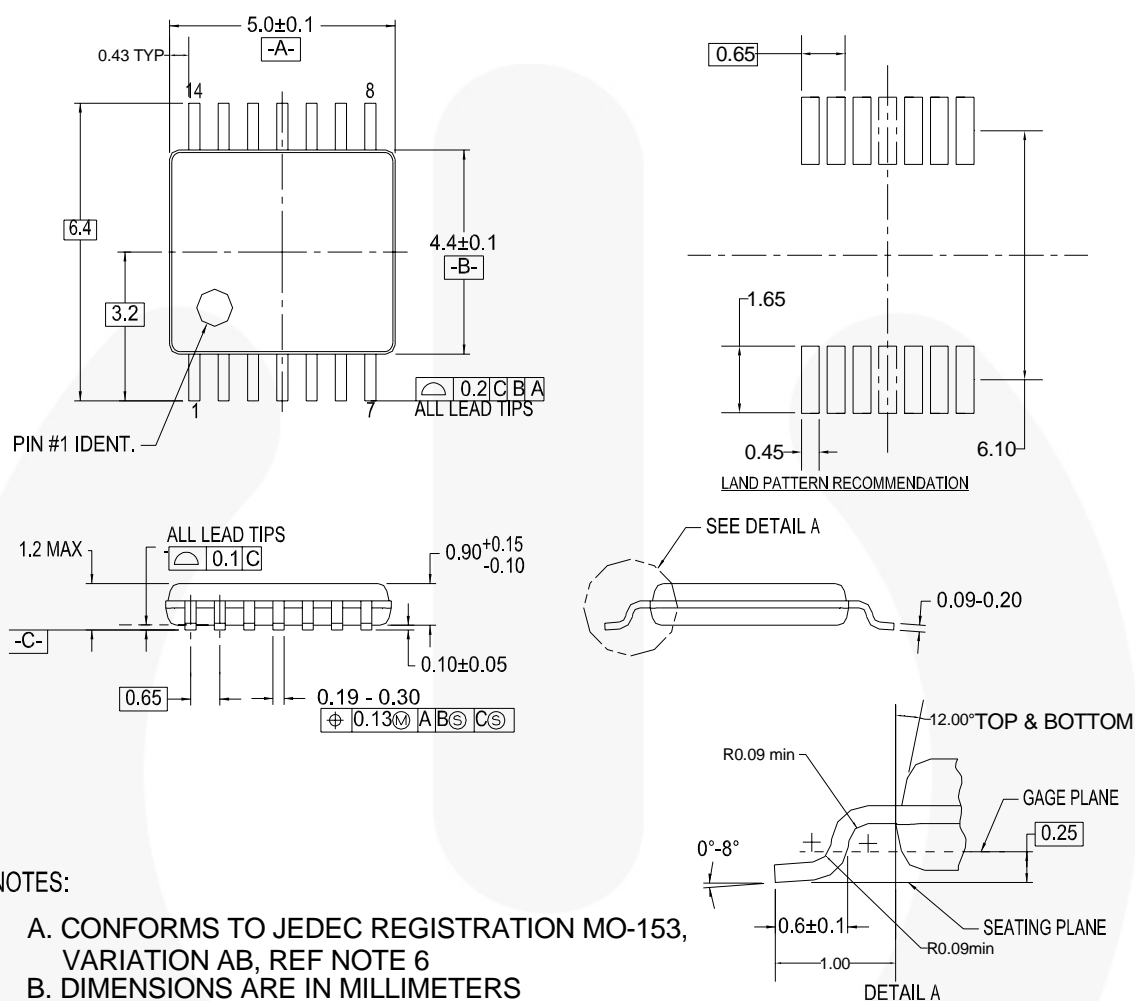 5.0±0.1
-A-
0.43 TYP
0.65
14
8
6.4
4.4±0.1
-B-
3.2
1.65
0.2 C B A
ALL LEAD TIPS
1
7
PIN #1 IDENT.
0.45
6.10
LAND PATTERN RECOMMENDATION
SEE DETAIL A
ALL LEAD TIPS
1.2 MAX
0.1 C
0.90 +0.15
-0.10
0.09-0.20
-C-
0.10±0.05
0.65
0.19 - 0.30
⌖ 0.13Ⓜ A BⓈ CⓈ
12.00° TOP & BOTTOM
R0.09 min
GAGE PLANE
0.25
0°-8°
NOTES:
SEATING PLANE
0.6±0.1
R0.09min
1.00
DETAIL A
A. CONFORMS TO JEDEC REGISTRATION MO-153,
VARIATION AB, REF NOTE 6
B. DIMENSIONS ARE IN MILLIMETERS